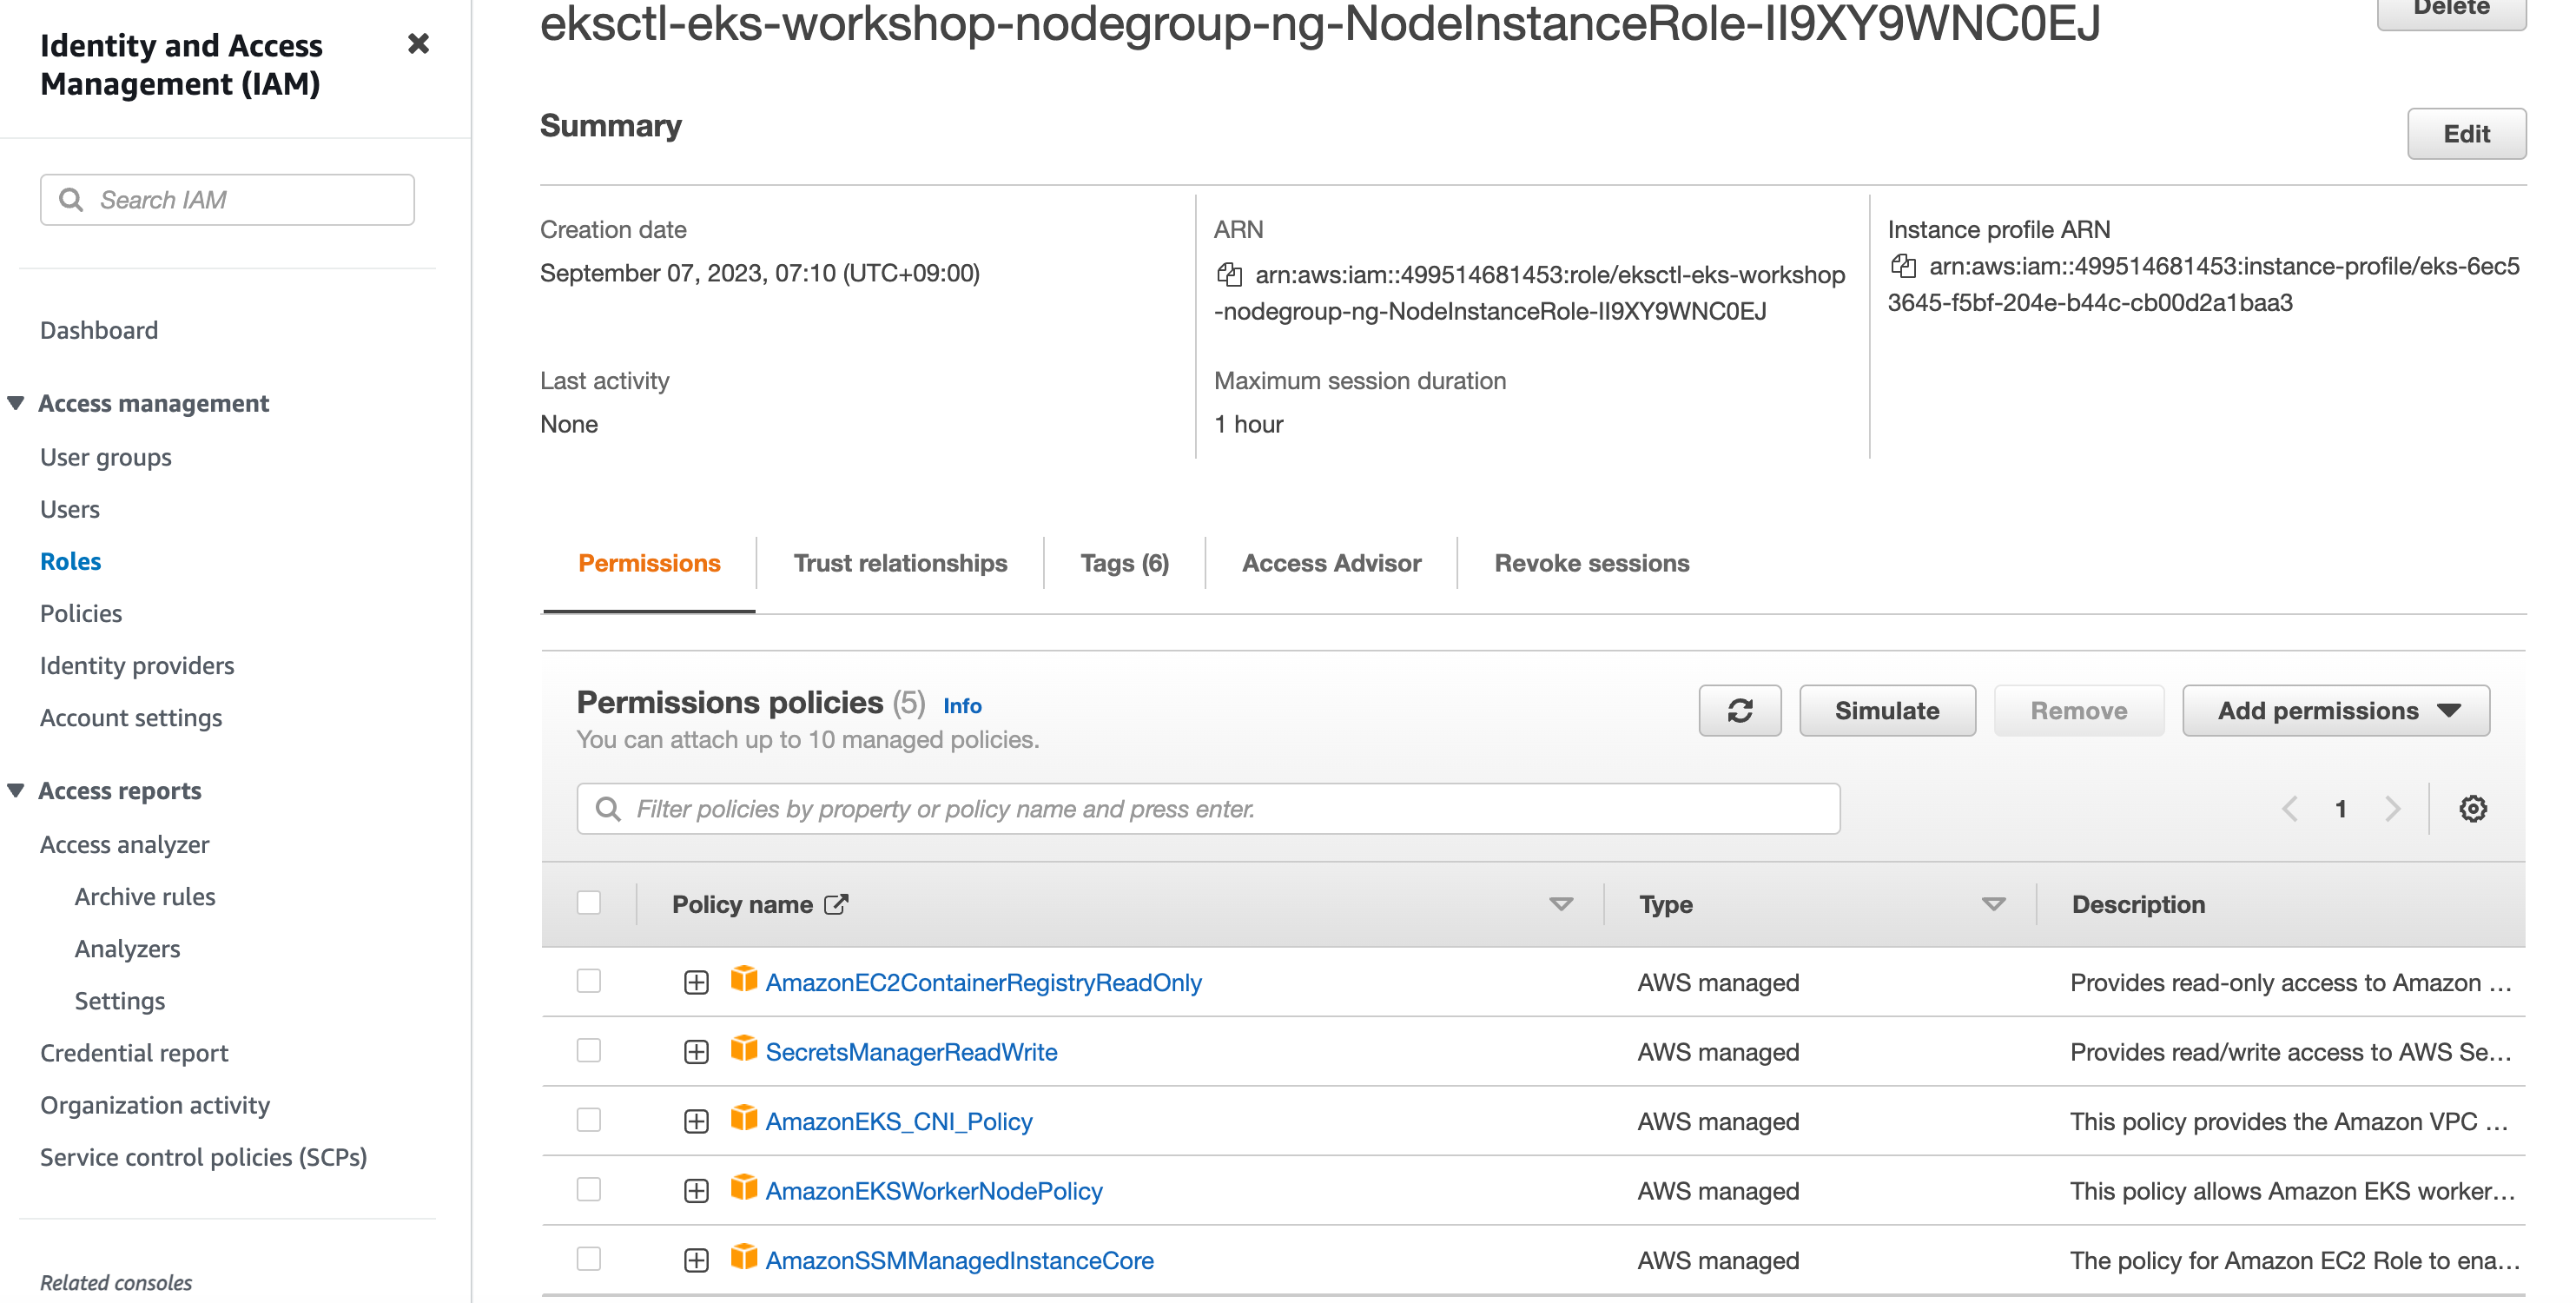 Identity and Access
Management (IAM)
Search IAM
Dashboard
Access management
User groups
Users
Roles
Policies
Identity providers
Account settings
Access reports
Access analyzer
Archive rules
Analyzers
Settings
Credential report
Organization activity
Service control policies (SCPs)
Related consoles
eksctl-eks-workshop-nodegroup-ng-NodeInstanceRole-II9XY9WNC0EJ
Delete
Summary
Edit
Creation date
September 07, 2023, 07:10 (UTC+09:00)
ARN
arn:aws:iam::499514681453:role/eksctl-eks-workshop
-nodegroup-ng-NodeInstanceRole-II9XY9WNC0EJ
Instance profile ARN
arn:aws:iam::499514681453:instance-profile/eks-6ec5
3645-f5bf-204e-b44c-cb00d2a1baa3
Last activity
None
Maximum session duration
1 hour
Permissions
Trust relationships
Tags (6)
Access Advisor
Revoke sessions
Permissions policies (5) Info
You can attach up to 10 managed policies.
Simulate
Remove
Add permissions
Filter policies by property or policy name and press enter.
1
Policy name Type Description
AmazonEC2ContainerRegistryReadOnly AWS managed Provides read-only access to Amazon ...
SecretsManagerReadWrite AWS managed Provides read/write access to AWS Se...
AmazonEKS_CNI_Policy AWS managed This policy provides the Amazon VPC ...
AmazonEKSWorkerNodePolicy AWS managed This policy allows Amazon EKS worker...
AmazonSSMManagedInstanceCore AWS managed The policy for Amazon EC2 Role to ena...